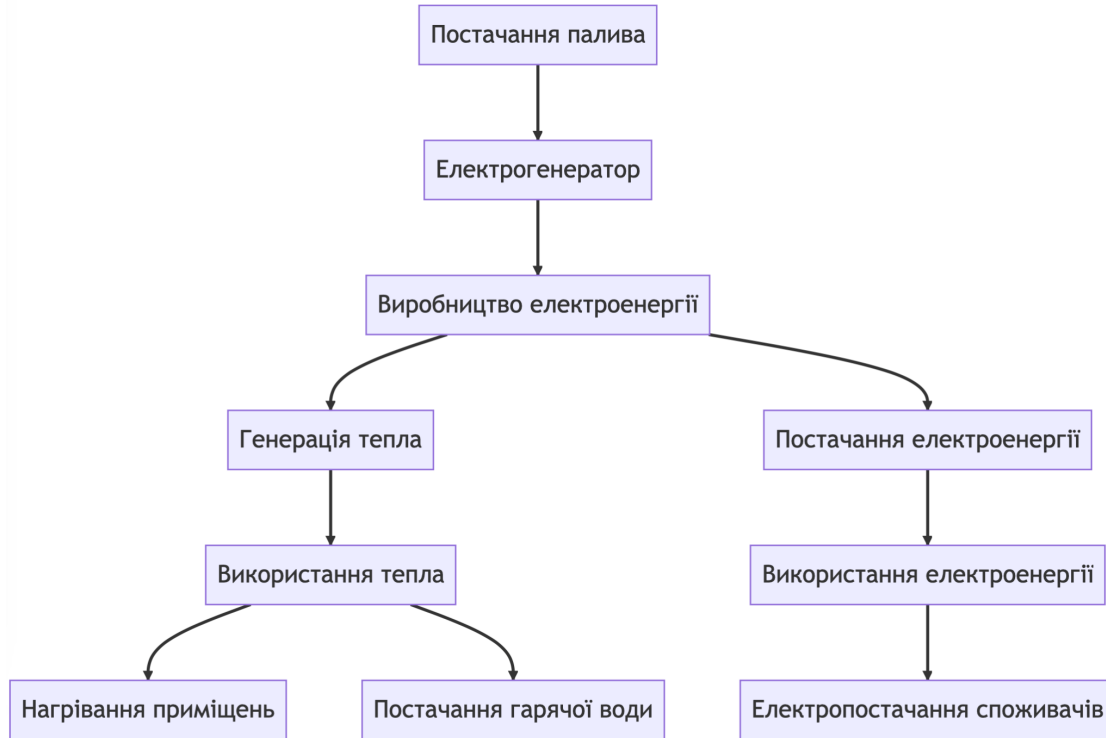 Постачання палива
Електрогенератор
Виробництво електроенергії
Генерація тепла
Постачання електроенергії
Використання тепла
Використання електроенергії
Нагрівання приміщень
Постачання гарячої води
Електропостачання споживачів